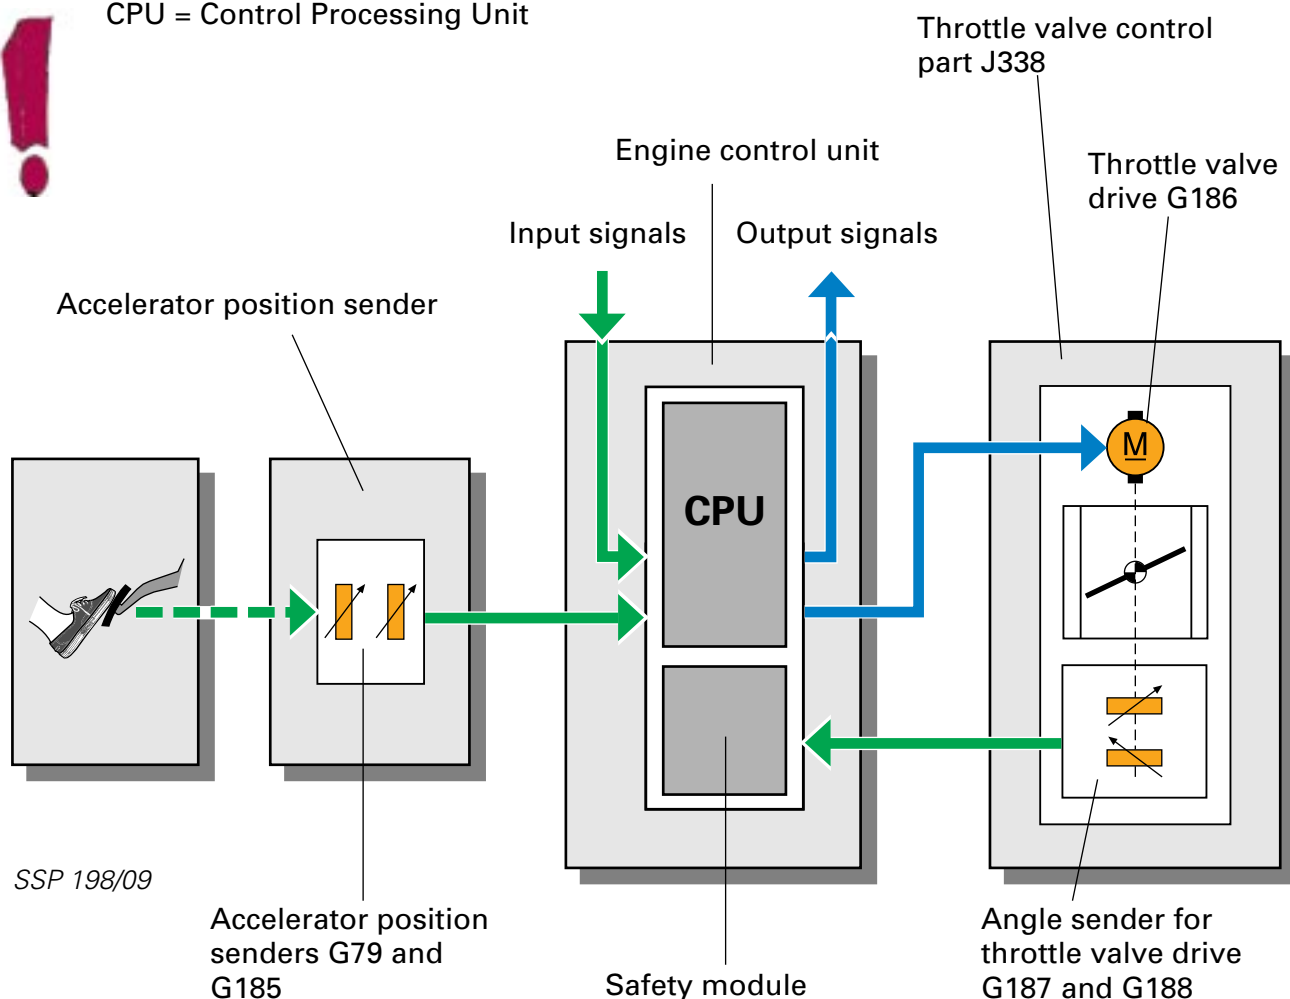 CPU = Control Processing Unit
Throttle valve control
part J338
Engine control unit
Throttle valve
drive G186
Input signals
Output signals
Accelerator position sender
CPU
M
SSP 198/09
Accelerator position
senders G79 and
G185
Safety module
Angle sender for
throttle valve drive
G187 and G188